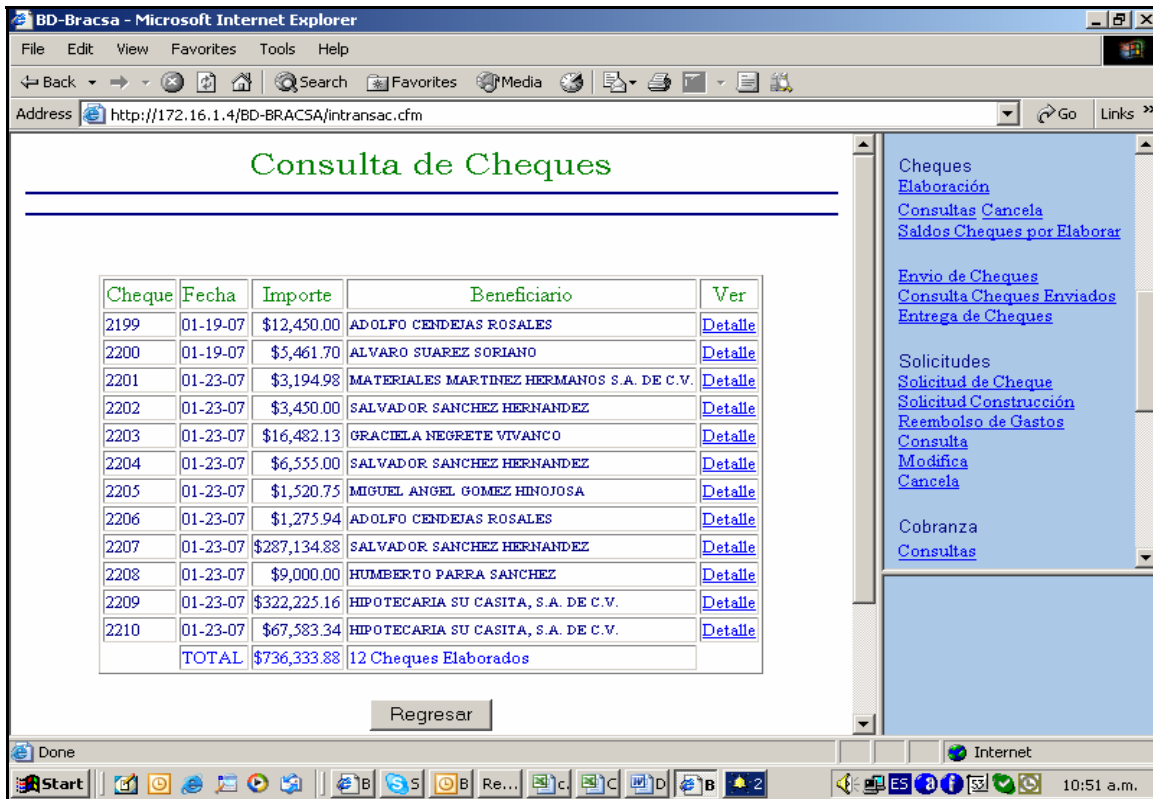 BD-Bracsa - Microsoft Internet Explorer
File Edit View Favorites Tools Help
Back Search Favorites Media
Address http://172.16.1.4/BD-BRACSA/intransac.cfm Go Links »
Consulta de Cheques
Cheque Fecha Importe Beneficiario Ver
2199 01-19-07 $12,450.00 ADOLFO CENDEJAS ROSALES Detalle
2200 01-19-07 $5,461.70 ALVARO SUAREZ SORIANO Detalle
2201 01-23-07 $3,194.98 MATERIALES MARTINEZ HERMANOS S.A. DE C.V. Detalle
2202 01-23-07 $3,450.00 SALVADOR SANCHEZ HERNANDEZ Detalle
2203 01-23-07 $16,482.13 GRACIELA NEGRETE VIVANCO Detalle
2204 01-23-07 $6,555.00 SALVADOR SANCHEZ HERNANDEZ Detalle
2205 01-23-07 $1,520.75 MIGUEL ANGEL GOMEZ HINOJOSA Detalle
2206 01-23-07 $1,275.94 ADOLFO CENDEJAS ROSALES Detalle
2207 01-23-07 $287,134.88 SALVADOR SANCHEZ HERNANDEZ Detalle
2208 01-23-07 $9,000.00 HUMBERTO PARRA SANCHEZ Detalle
2209 01-23-07 $322,225.16 HIPOTECARIA SU CASITA, S.A. DE C.V. Detalle
2210 01-23-07 $67,583.34 HIPOTECARIA SU CASITA, S.A. DE C.V. Detalle
TOTAL $736,333.88 12 Cheques Elaborados
Regresar
Cheques
Elaboración
Consultas Cancela
Saldos Cheques por Elaborar
Envio de Cheques
Consulta Cheques Enviados
Entrega de Cheques
Solicitudes
Solicitud de Cheque
Solicitud Construcción
Reembolso de Gastos
Consulta
Modifica
Cancela
Cobranza
Consultas
Done Internet
Start B S B Re... c. C D B 2 ES 10:51 a.m.